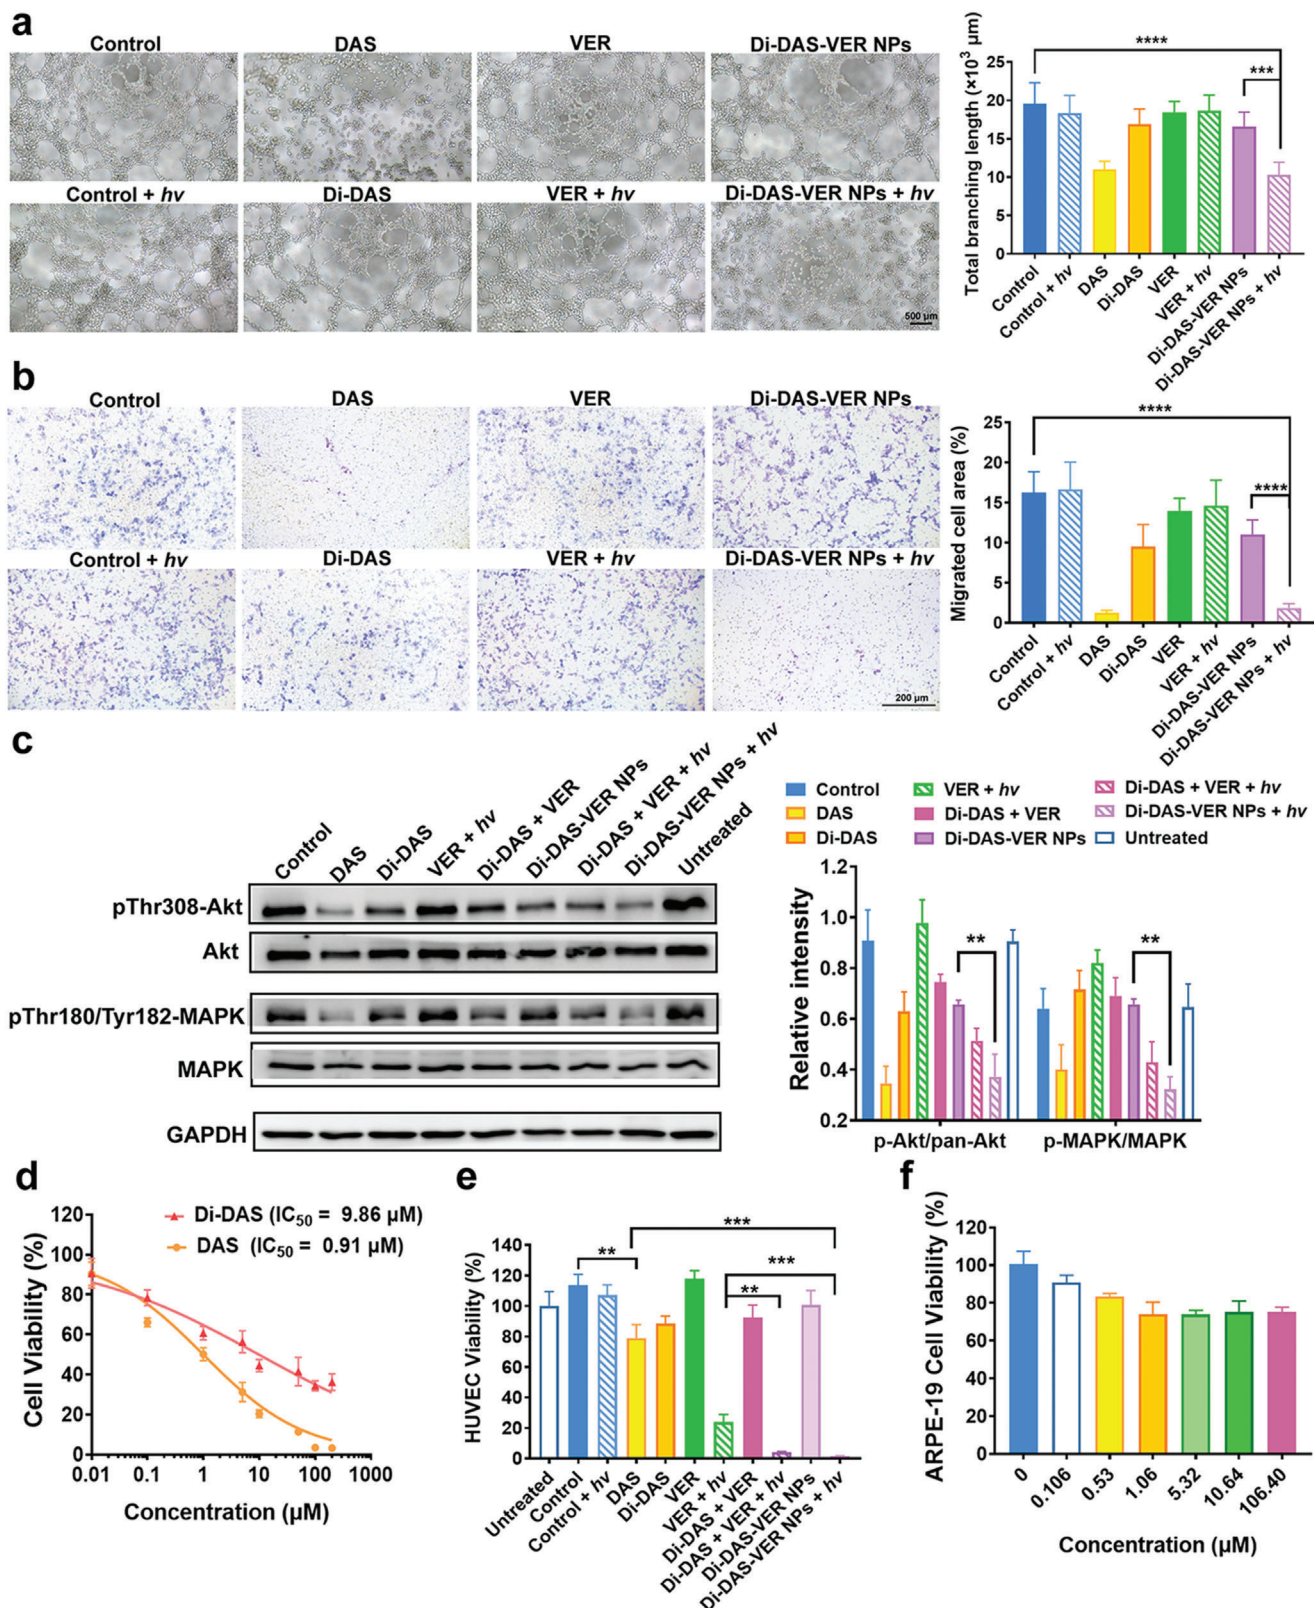 a
Control DAS VER Di-DAS-VER NPs
Control + hv Di-DAS VER + hv Di-DAS-VER NPs + hv
500 µm
Total branching length (×10³ µm)
25
20
15
10
5
0
**** ***
Control
Control + hv
DAS
Di-DAS
VER
VER + hv
Di-DAS-VER NPs
Di-DAS-VER NPs + hv
b
Control DAS VER Di-DAS-VER NPs
Control + hv Di-DAS VER + hv Di-DAS-VER NPs + hv
200 µm
Migrated cell area (%)
25
20
15
10
5
0
**** ****
Control
Control + hv
DAS
Di-DAS
VER
VER + hv
Di-DAS-VER NPs
Di-DAS-VER NPs + hv
c
Control
DAS
Di-DAS
VER + hv
Di-DAS + VER
Di-DAS-VER NPs
Di-DAS + VER + hv
Di-DAS-VER NPs + hv
Untreated
pThr308-Akt
Akt
pThr180/Tyr182-MAPK
MAPK
GAPDH
Control VER + hv Di-DAS + VER + hv
DAS Di-DAS + VER Di-DAS-VER NPs + hv
Di-DAS Di-DAS-VER NPs Untreated
Relative intensity
1.0
0.8
0.6
0.4
0.2
** **
p-Akt/pan-Akt p-MAPK/MAPK
d
Di-DAS (IC₅₀ = 9.86 µM)
DAS (IC₅₀ = 0.91 µM)
Cell Viability (%)
120
100
80
60
40
20
0
0.01 0.1 1 10 100 1000
Concentration (µM)
e
HUVEC Viability (%)
140
120
100
80
60
40
20
0
*** ** *** **
Untreated
Control
Control + hv
DAS
Di-DAS
VER
VER + hv
Di-DAS + VER
Di-DAS + VER + hv
Di-DAS-VER NPs
Di-DAS-VER NPs + hv
f
ARPE-19 Cell Viability (%)
120
100
80
60
40
20
0
0 0.106 0.53 1.06 5.32 10.64 106.40
Concentration (µM)